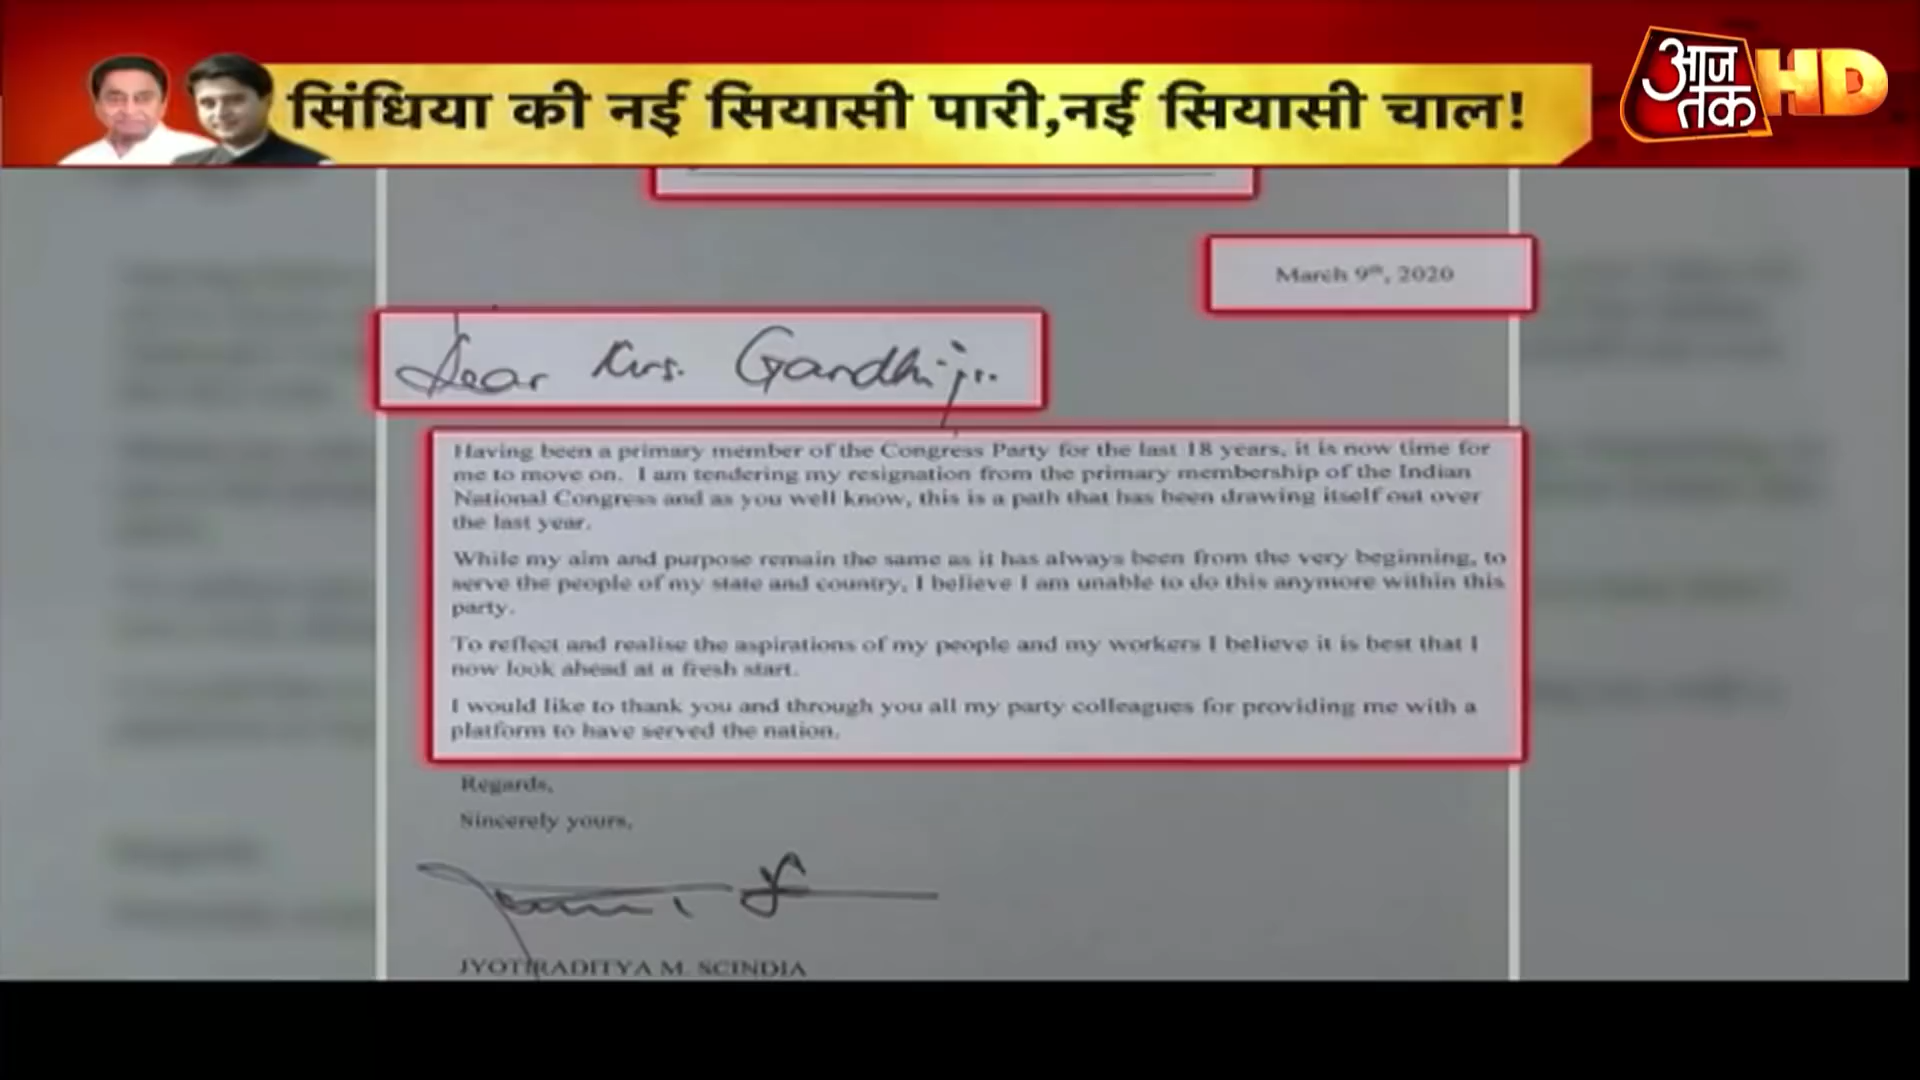 सिंधिया की नई सियासी पारी,नई सियासी चाल!
आज
तक
HD
March 9th, 2020
Dear Mrs. Gandhi ji..
Having been a primary member of the Congress Party for the last 18 years, it is now time for
me to move on. I am tendering my resignation from the primary membership of the Indian
National Congress and as you well know, this is a path that has been drawing itself out over
the last year.
While my aim and purpose remain the same as it has always been from the very beginning, to
serve the people of my state and country, I believe I am unable to do this anymore within this
party.
To reflect and realise the aspirations of my people and my workers I believe it is best that I
now look ahead at a fresh start.
I would like to thank you and through you all my party colleagues for providing me with a
platform to have served the nation.
Regards,
Sincerely yours,
JYOTIRADITYA M. SCINDIA